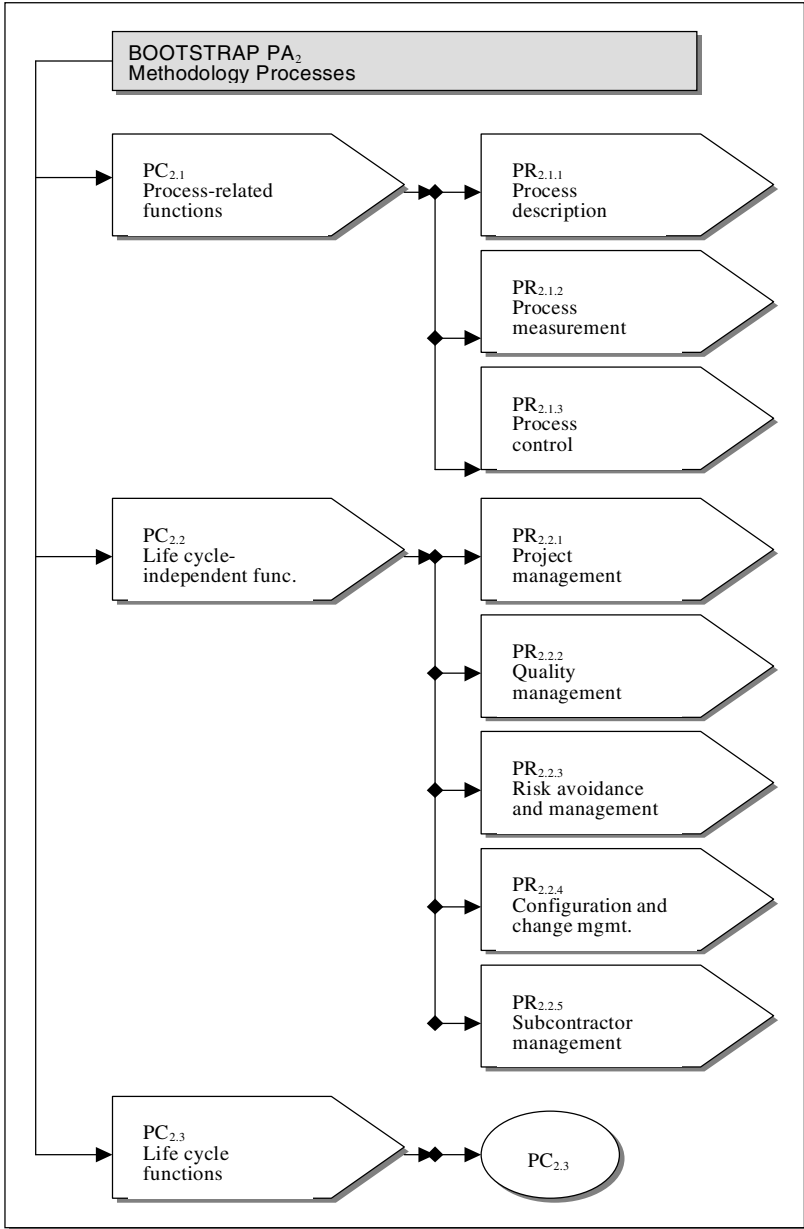 BOOTSTRAP PA2
Methodology Processes
PC2.1
Process-related
functions
PR2.1.1
Process
description
PR2.1.2
Process
measurement
PR2.1.3
Process
control
PC2.2
Life cycle-
independent func.
PR2.2.1
Project
management
PR2.2.2
Quality
management
PR2.2.3
Risk avoidance
and management
PR2.2.4
Configuration and
change mgmt.
PR2.2.5
Subcontractor
management
PC2.3
Life cycle
functions
PC2.3